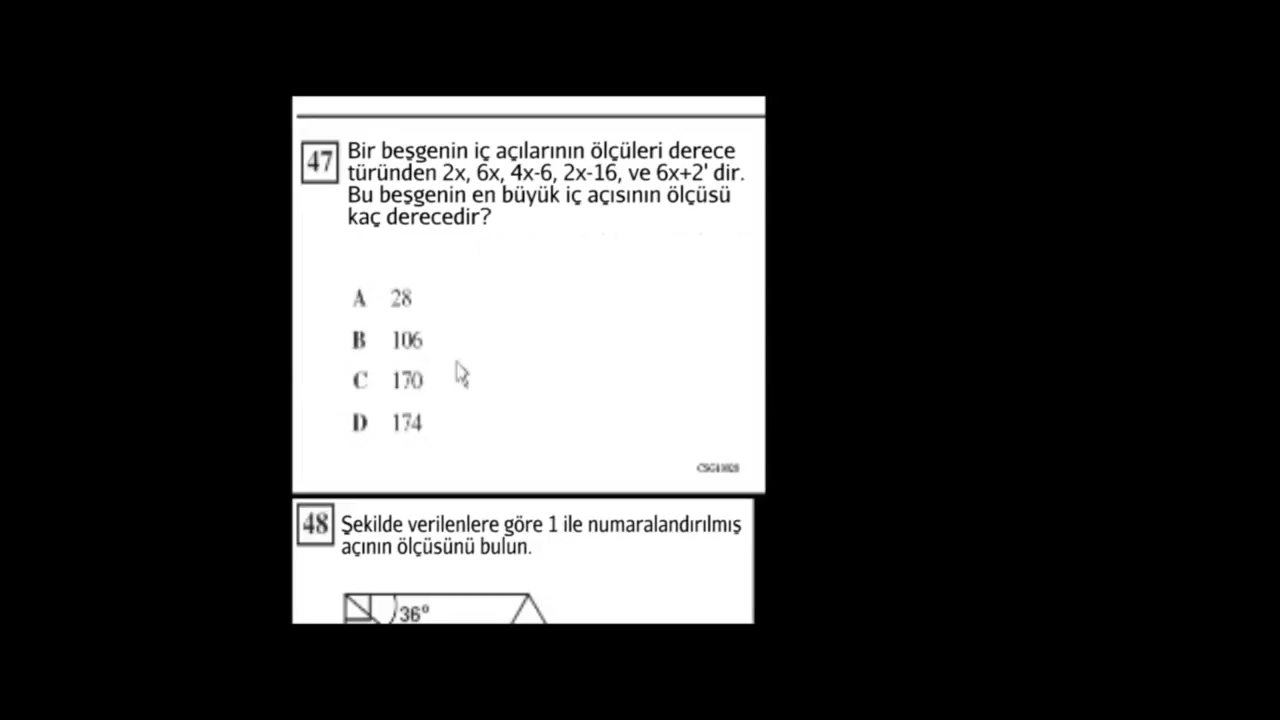 47 Bir beşgenin iç açılarının ölçüleri derece
türünden 2x, 6x, 4x-6, 2x-16, ve 6x+2' dir.
Bu beşgenin en büyük iç açısının ölçüsü
kaç derecedir?
A 28
B 106
C 170
D 174
48 Şekilde verilenlere göre 1 ile numaralandırılmış
açının ölçüsünü bulun.
36°